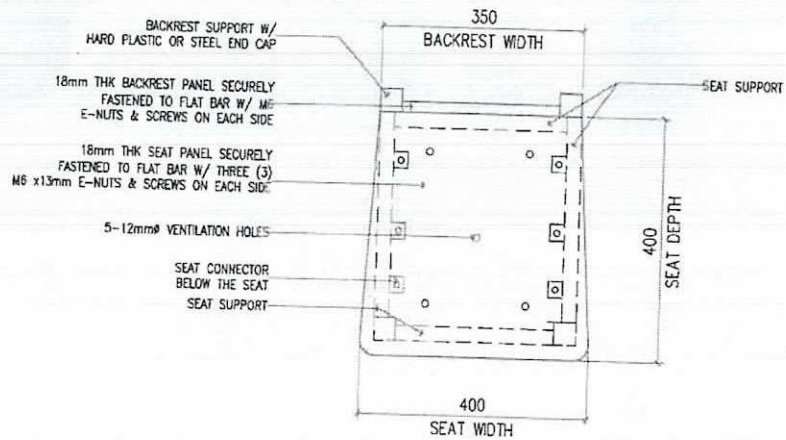 350
BACKREST WIDTH
BACKREST SUPPORT W/
HARD PLASTIC OR STEEL END CAP
18mm THK BACKREST PANEL SECURELY
FASTENED TO FLAT BAR W/ M6
E-NUTS & SCREWS ON EACH SIDE
SEAT SUPPORT
18mm THK SEAT PANEL SECURELY
FASTENED TO FLAT BAR W/ THREE (3)
M6 x13mm E-NUTS & SCREWS ON EACH SIDE
5-12mmø VENTILATION HOLES
SEAT CONNECTOR
BELOW THE SEAT
SEAT SUPPORT
400
SEAT DEPTH
400
SEAT WIDTH